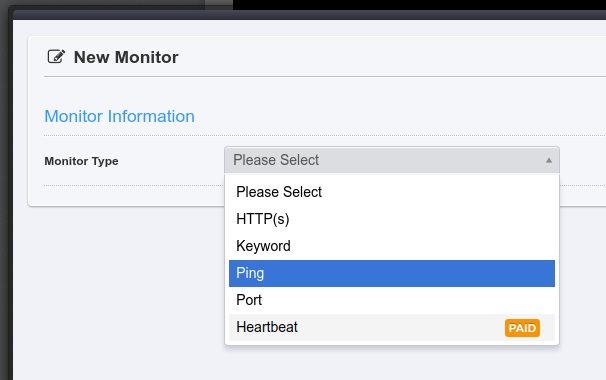 New Monitor
Monitor Information
Monitor Type
Please Select
Please Select
HTTP(s)
Keyword
Ping
Port
Heartbeat PAID